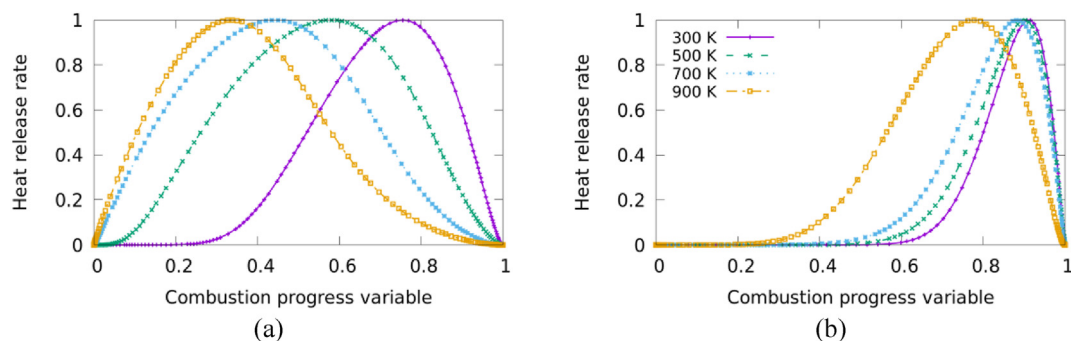 1
0.8
0.6
0.4
0.2
0
Heat release rate
0 0.2 0.4 0.6 0.8 1
Combustion progress variable
(a)
300 K
500 K
700 K
900 K
1
0.8
0.6
0.4
0.2
0
Heat release rate
0 0.2 0.4 0.6 0.8 1
Combustion progress variable
(b)